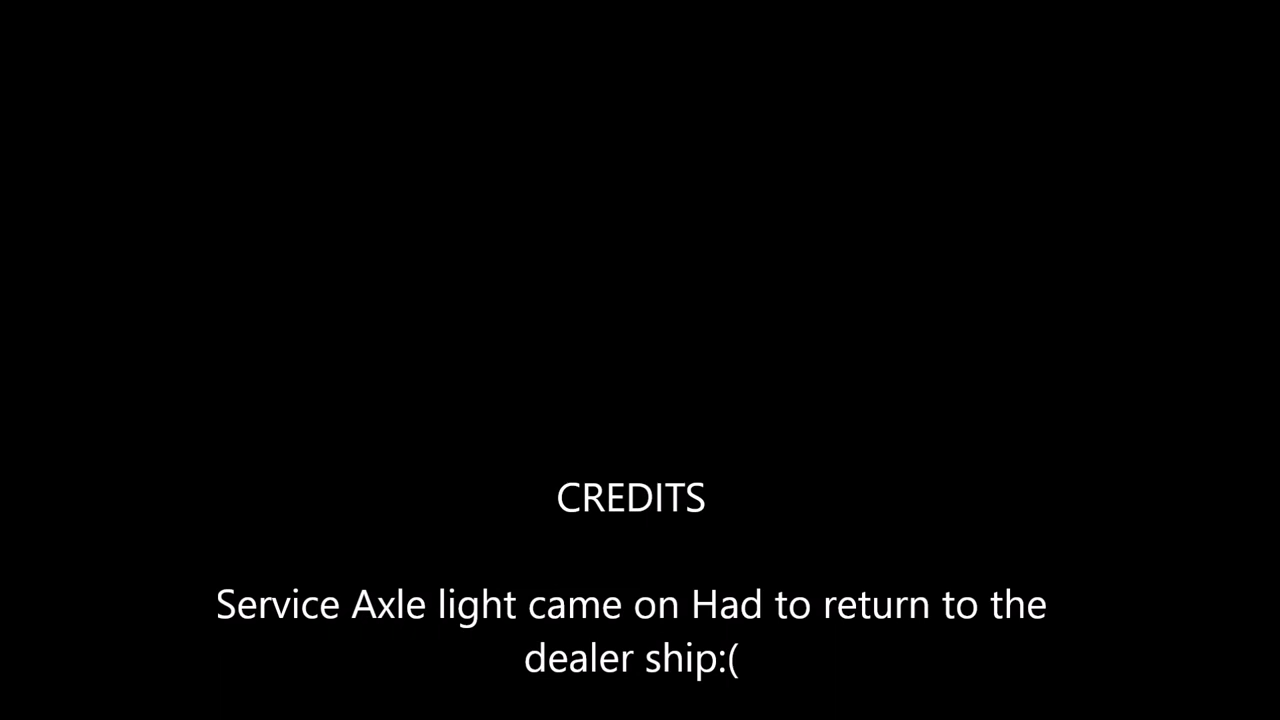 CREDITS
Service Axle light came on Had to return to the
dealer ship:(